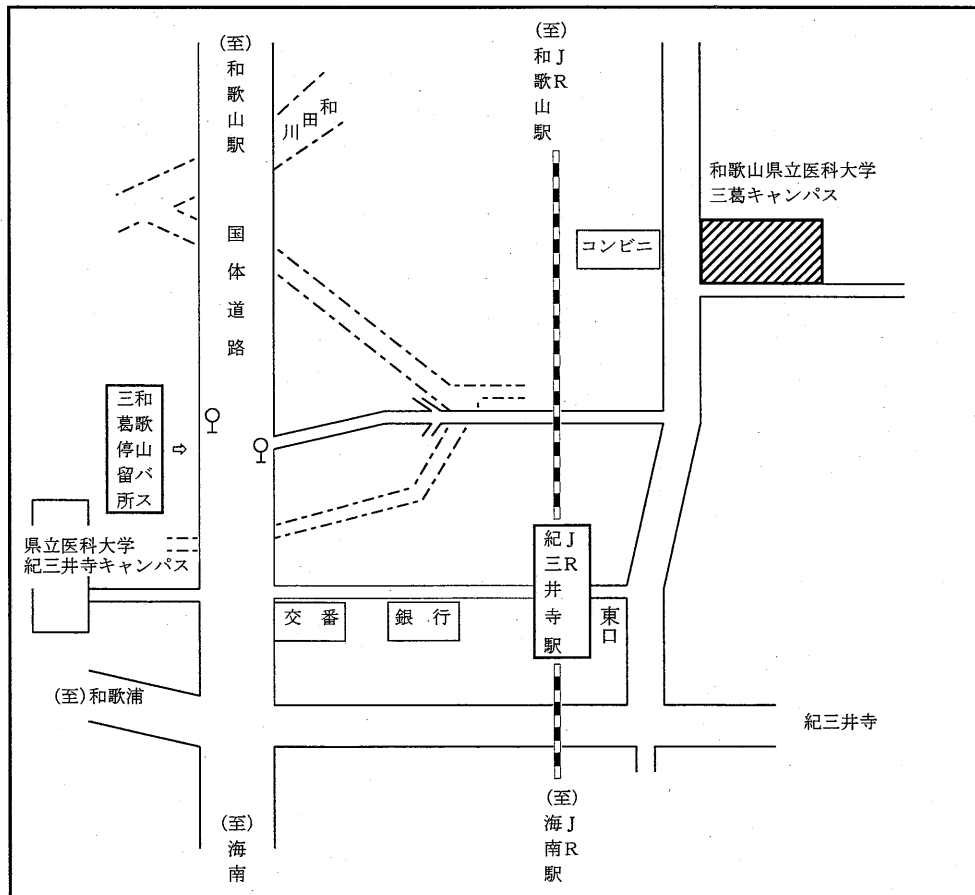 (至)和歌山駅
(至)JR和歌山駅
和田川
和歌山県立医科大学
三葛キャンパス
コンビニ
国体道路
和歌山バス
三葛停留所
⇨
県立医科大学
紀三井寺キャンパス
JR紀三井寺駅
東口
交番
銀行
(至)和歌浦
紀三井寺
(至)海南
(至)JR海南駅